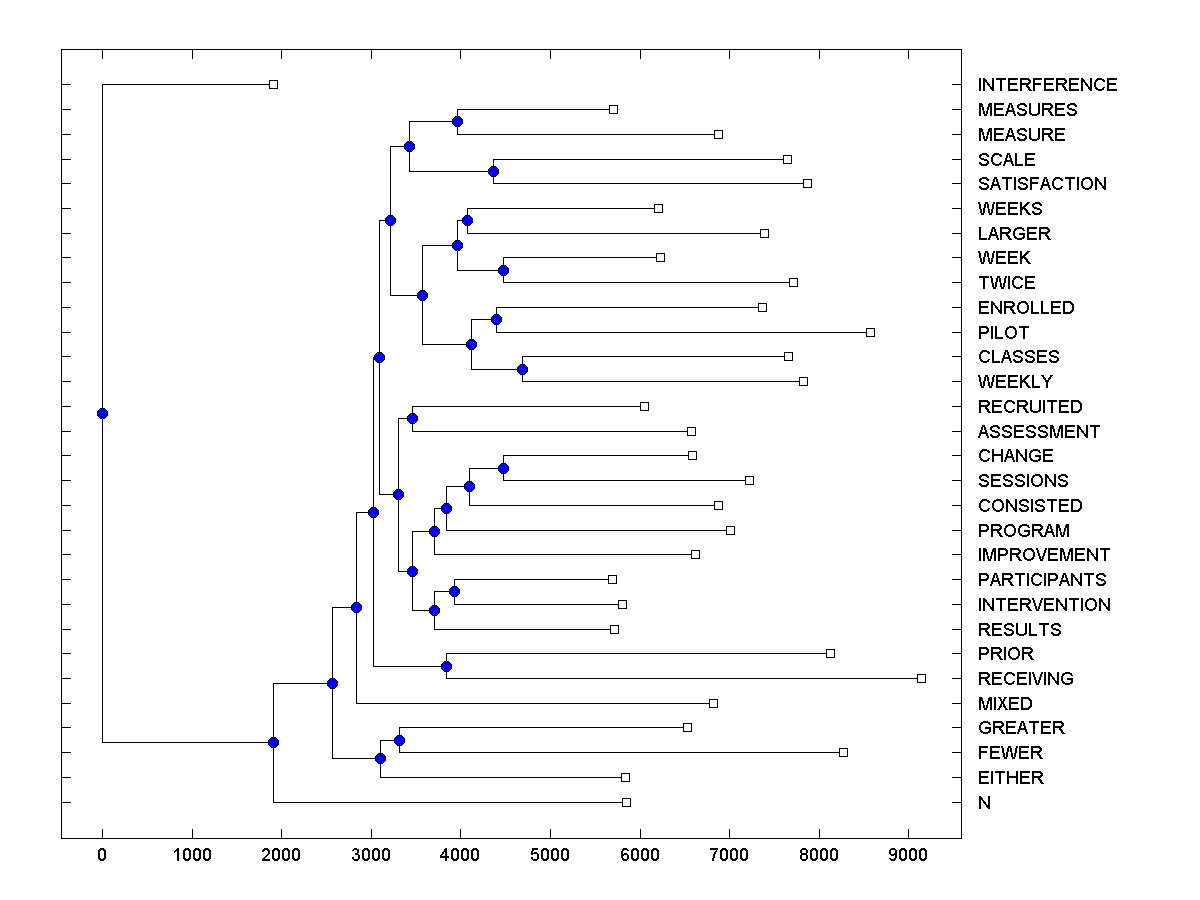 INTERFERENCE
MEASURES
MEASURE
SCALE
SATISFACTION
WEEKS
LARGER
WEEK
TWICE
ENROLLED
PILOT
CLASSES
WEEKLY
RECRUITED
ASSESSMENT
CHANGE
SESSIONS
CONSISTED
PROGRAM
IMPROVEMENT
PARTICIPANTS
INTERVENTION
RESULTS
PRIOR
RECEIVING
MIXED
GREATER
FEWER
EITHER
N
0 1000 2000 3000 4000 5000 6000 7000 8000 9000